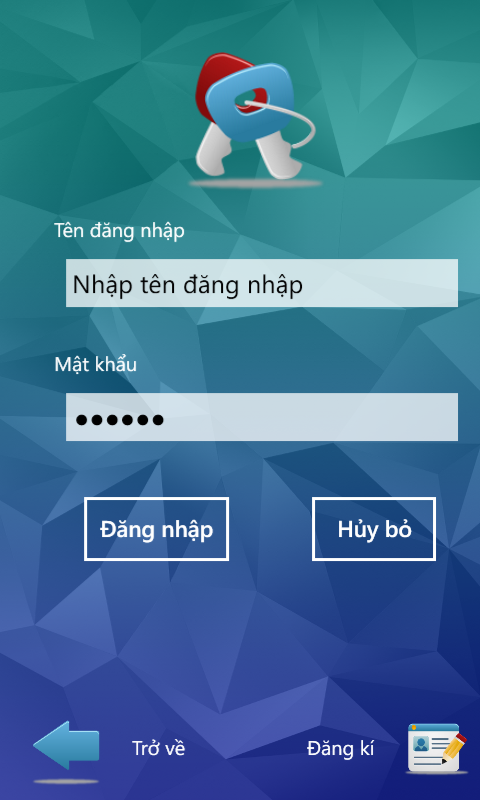 Tên đăng nhập
Nhập tên đăng nhập
Mật khẩu
●●●●●●
Đăng nhập
Hủy bỏ
Trở về
Đăng kí